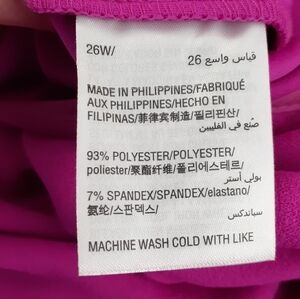 26W/
قياس واسع 26
MADE IN PHILIPPINES/FABRIQUÉ
AUX PHILIPPINES/HECHO EN
FILIPINAS/菲律宾制造/필리핀산/
صُنع في الفلبين
93% POLYESTER/POLYESTER/
poliéster/聚酯纤维/폴리에스테르/
بولي أستر
7% SPANDEX/SPANDEX/elastano/
氨纶/스판덱스/
سباندكس
MACHINE WASH COLD WITH LIKE